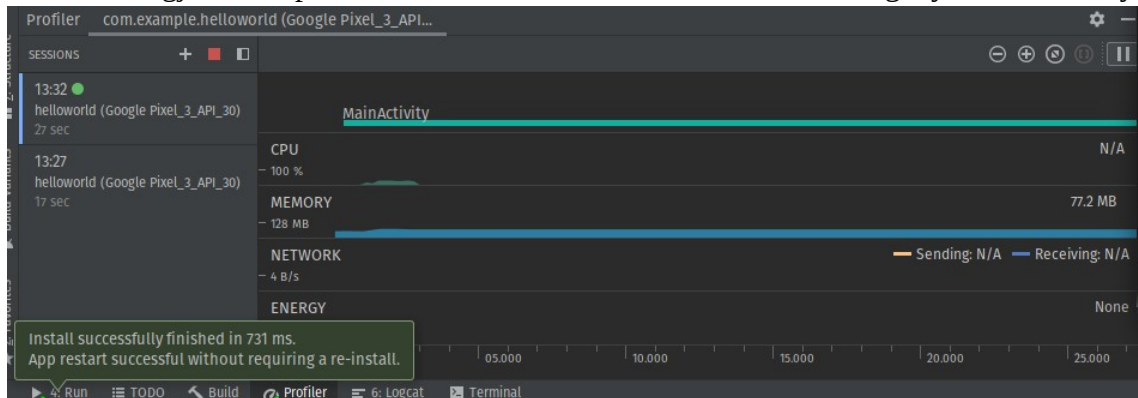 Profiler com.example.helloworld (Google Pixel_3_API...
SESSIONS
13:32
helloworld (Google Pixel_3_API_30)
27 sec
13:27
helloworld (Google Pixel_3_API_30)
17 sec
MainActivity
CPU N/A
100 %
MEMORY 77.2 MB
128 MB
NETWORK Sending: N/A Receiving: N/A
4 B/s
ENERGY None
Install successfully finished in 731 ms.
App restart successful without requiring a re-install.
05.000 10.000 15.000 20.000 25.000
4: Run TODO Build Profiler 6: Logcat Terminal